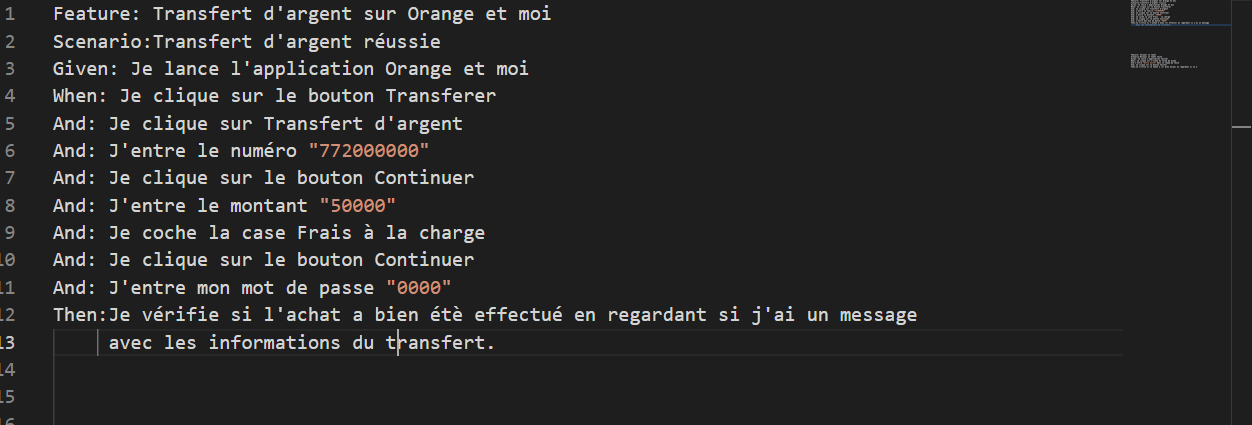 1 Feature: Transfert d'argent sur Orange et moi
2 Scenario:Transfert d'argent réussie
3 Given: Je lance l'application Orange et moi
4 When: Je clique sur le bouton Transferer
5 And: Je clique sur Transfert d'argent
6 And: J'entre le numéro "772000000"
7 And: Je clique sur le bouton Continuer
8 And: J'entre le montant "50000"
9 And: Je coche la case Frais à la charge
10 And: Je clique sur le bouton Continuer
11 And: J'entre mon mot de passe "0000"
12 Then:Je vérifie si l'achat a bien étè effectué en regardant si j'ai un message
13 avec les informations du transfert.
14
15
16